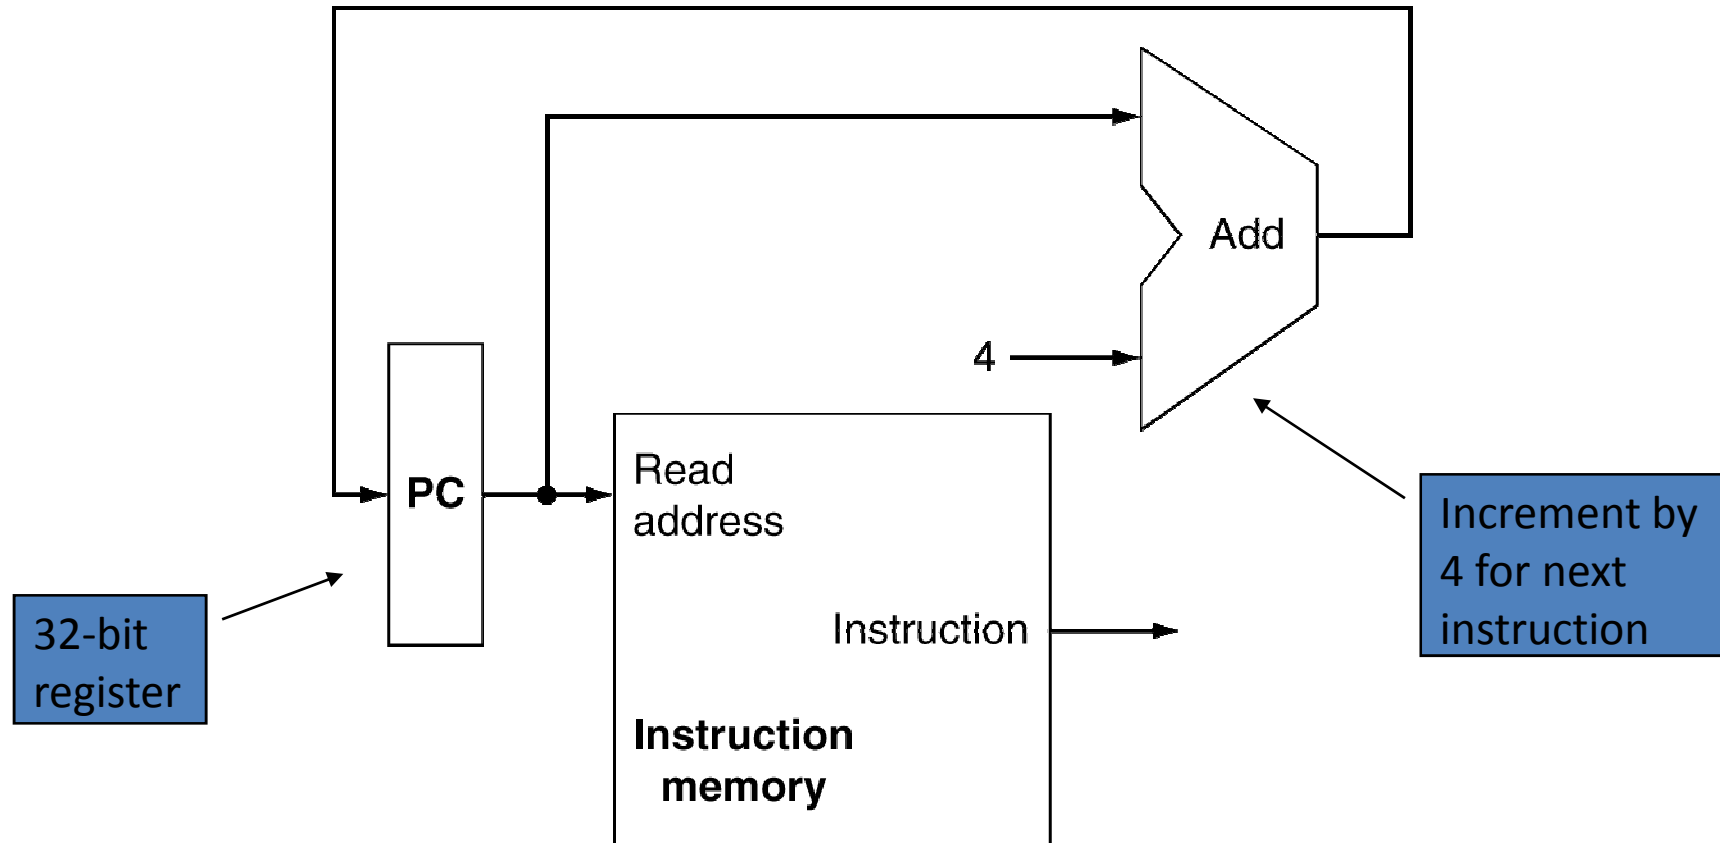 Add
4
PC
Read
address
Instruction
Instruction
memory
32-bit
register
Increment by
4 for next
instruction